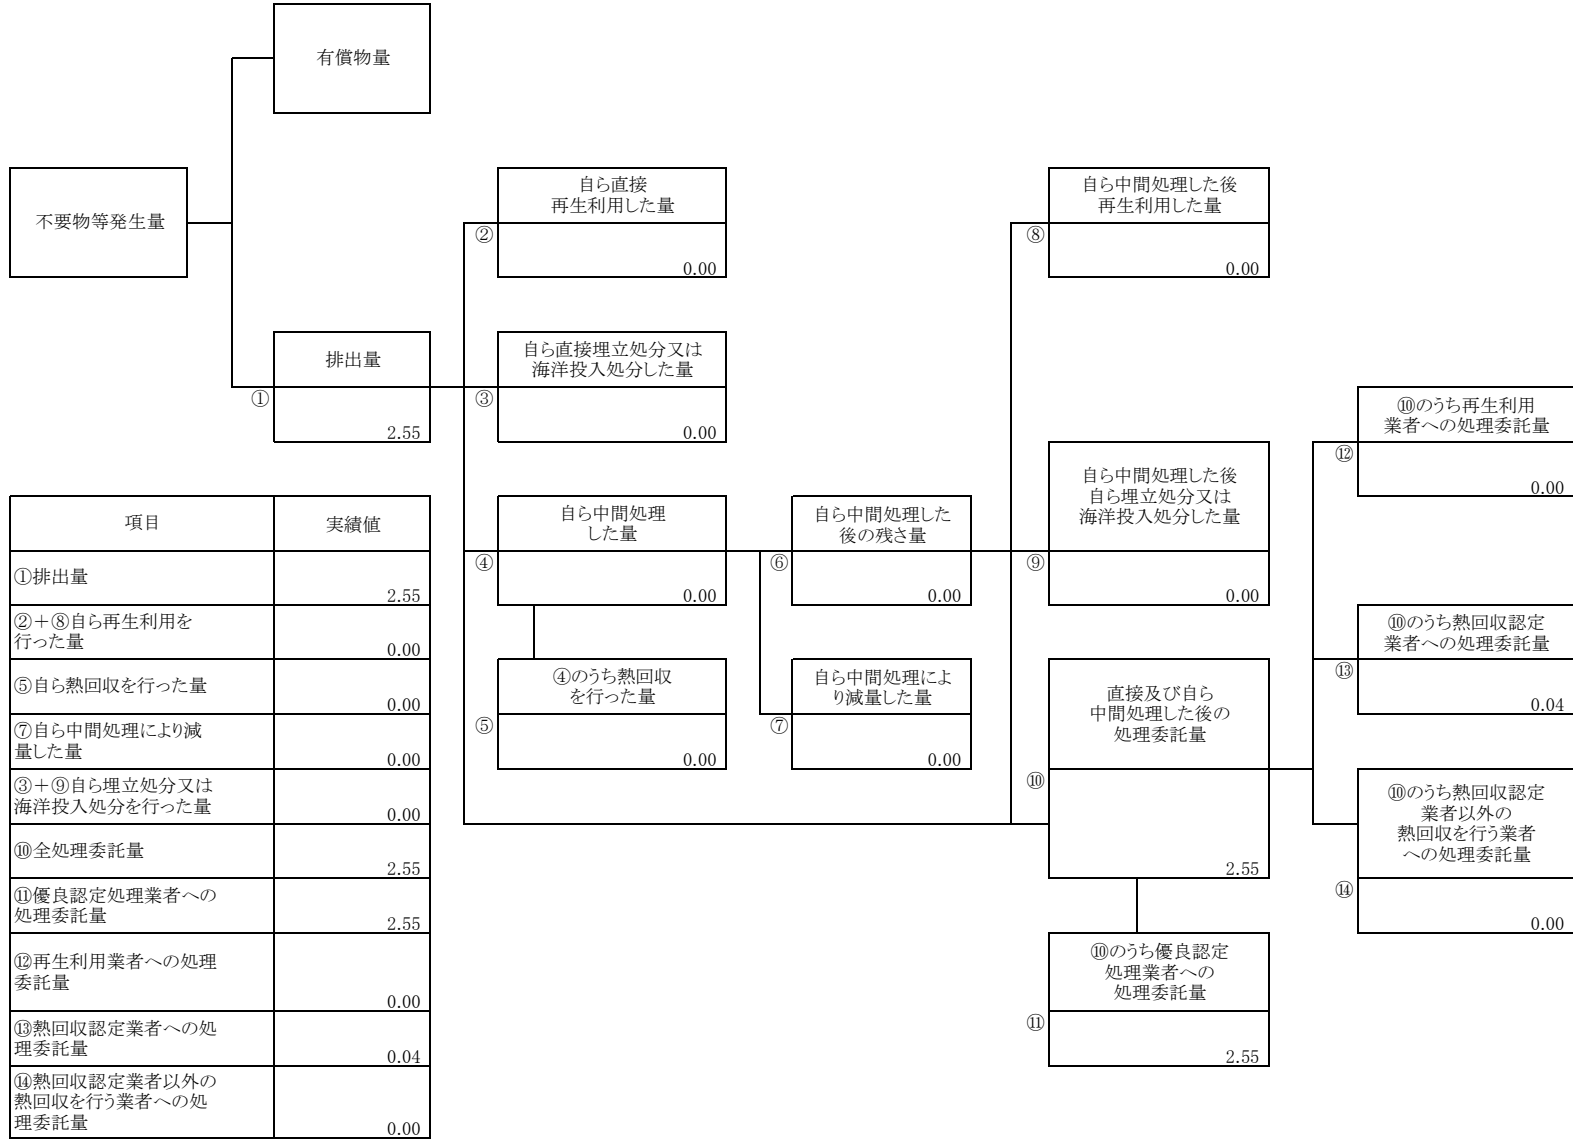 有償物量
不要物等発生量
自ら直接
再生利用した量
②
0.00
自ら中間処理した後
再生利用した量
⑧
0.00
排出量
①
2.55
自ら直接埋立処分又は
海洋投入処分した量
③
0.00
⑩のうち再生利用
業者への処理委託量
⑫
0.00
自ら中間処理
した量
④
0.00
自ら中間処理した
後の残さ量
⑥
0.00
自ら中間処理した後
自ら埋立処分又は
海洋投入処分した量
⑨
0.00
⑩のうち熱回収認定
業者への処理委託量
⑬
0.04
④のうち熱回収
を行った量
⑤
0.00
自ら中間処理によ
り減量した量
⑦
0.00
直接及び自ら
中間処理した後の
処理委託量
⑩
2.55
⑩のうち熱回収認定
業者以外の
熱回収を行う業者
への処理委託量
⑭
0.00
⑩のうち優良認定
処理業者への
処理委託量
⑪
2.55
項目
実績値
①排出量
2.55
②+⑧自ら再生利用を
行った量
0.00
⑤自ら熱回収を行った量
0.00
⑦自ら中間処理により減
量した量
0.00
③+⑨自ら埋立処分又は
海洋投入処分を行った量
0.00
⑩全処理委託量
2.55
⑪優良認定処理業者への
処理委託量
2.55
⑫再生利用業者への処理
委託量
0.00
⑬熱回収認定業者への処
理委託量
0.04
⑭熱回収認定業者以外の
熱回収を行う業者への処
理委託量
0.00